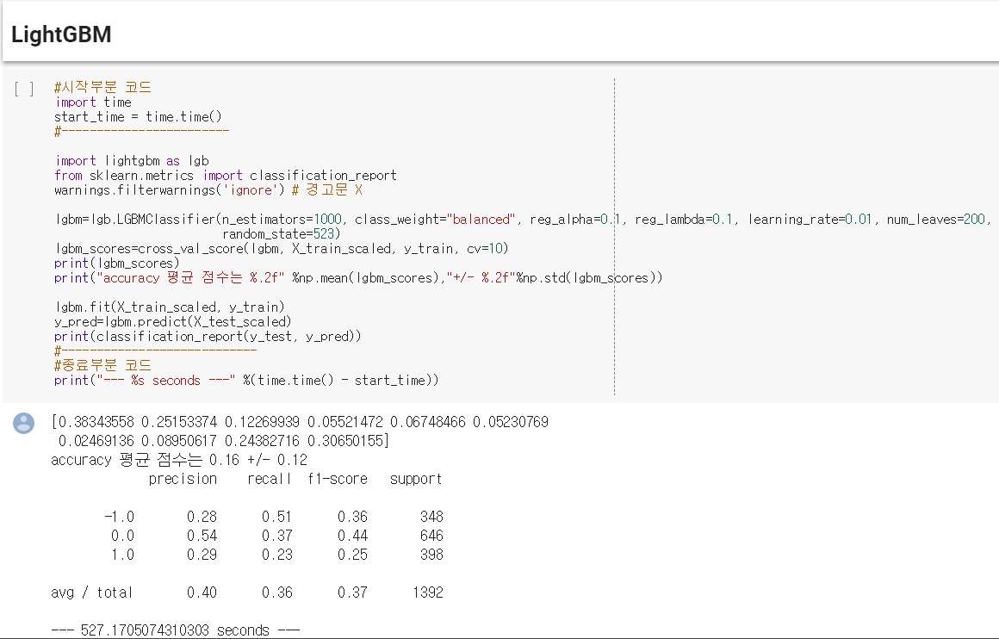 LightGBM
[ ]
#시작부분 코드
import time
start_time = time.time()
#------------------------
import lightgbm as lgb
from sklearn.metrics import classification_report
warnings.filterwarnings('ignore') # 경고문 X
lgbm=lgb.LGBMClassifier(n_estimators=1000, class_weight="balanced", reg_alpha=0.1, reg_lambda=0.1, learning_rate=0.01, num_leaves=200,
random_state=523)
lgbm_scores=cross_val_score(lgbm, X_train_scaled, y_train, cv=10)
print(lgbm_scores)
print("accuracy 평균 점수는 %.2f" %np.mean(lgbm_scores),"+/- %.2f"%np.std(lgbm_scores))
lgbm.fit(X_train_scaled, y_train)
y_pred=lgbm.predict(X_test_scaled)
print(classification_report(y_test, y_pred))
#----------------------------
#종료부분 코드
print("--- %s seconds ---" %(time.time() - start_time))
[0.38343558 0.25153374 0.12269939 0.05521472 0.06748466 0.05230769
0.02469136 0.08950617 0.24382716 0.30650155]
accuracy 평균 점수는 0.16 +/- 0.12
precision recall f1-score support
-1.0 0.28 0.51 0.36 348
0.0 0.54 0.37 0.44 646
1.0 0.29 0.23 0.25 398
avg / total 0.40 0.36 0.37 1392
--- 527.1705074310303 seconds ---